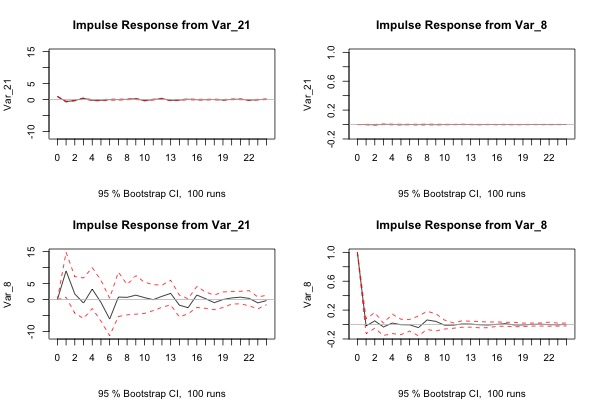 Impulse Response from Var_21
Var_21
15
5
0
-10
0 2 4 6 8 10 13 16 19 22
95 % Bootstrap CI, 100 runs
Impulse Response from Var_8
Var_21
1.0
0.6
0.2
-0.2
0 2 4 6 8 10 13 16 19 22
95 % Bootstrap CI, 100 runs
Impulse Response from Var_21
Var_8
15
5
0
-10
0 2 4 6 8 10 13 16 19 22
95 % Bootstrap CI, 100 runs
Impulse Response from Var_8
Var_8
1.0
0.6
0.2
-0.2
0 2 4 6 8 10 13 16 19 22
95 % Bootstrap CI, 100 runs